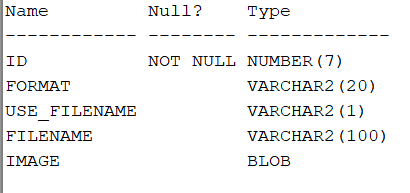 Name         Null?    Type
------------ -------- -------------
ID           NOT NULL NUMBER(7)
FORMAT                VARCHAR2(20)
USE_FILENAME          VARCHAR2(1)
FILENAME              VARCHAR2(100)
IMAGE                 BLOB